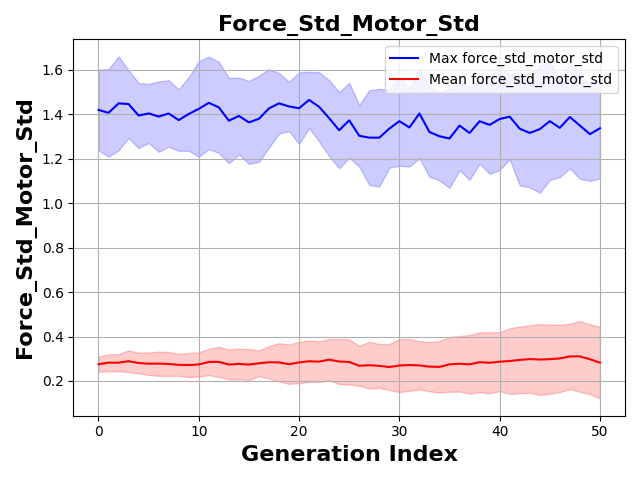 Force_Std_Motor_Std
Max force_std_motor_std
Mean force_std_motor_std
Force_Std_Motor_Std
1.6
1.4
1.2
1.0
0.8
0.6
0.4
0.2
0 10 20 30 40 50
Generation Index